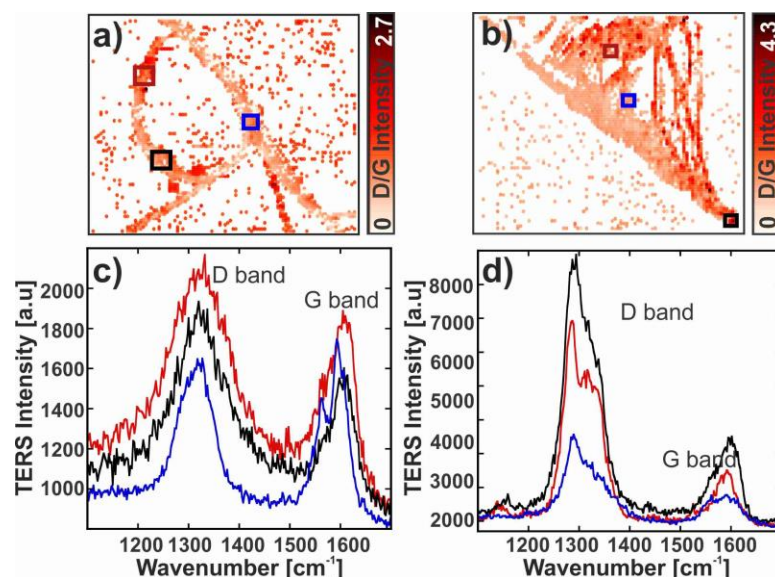 a)
0 D/G Intensity 2.7
b)
0 D/G Intensity 4.3
c)
D band
G band
TERS Intensity [a.u]
2000
1800
1600
1400
1200
1000
800
1200 1300 1400 1500 1600
Wavenumber [cm-1]
d)
D band
G band
TERS Intensity [a.u]
8000
7000
6000
5000
4000
3000
2000
1200 1300 1400 1500 1600
Wavenumber [cm-1]